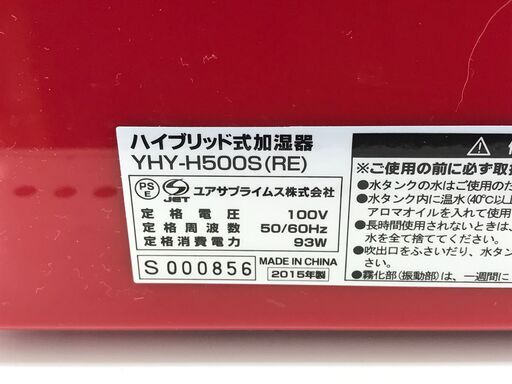 ハイブリッド式加湿器
YHY-H500S(RE)
PS
E
JET
ユアサプライムス株式会社
定格電圧 100V
定格周波数 50/60Hz
定格消費電力 93W
S 000856
MADE IN CHINA
2015年製
※ご使用の前に必ず取扱
●水タンクの水はご使用のた
●水タンク内に温水(40℃以上
アロマオイルを入れて使用
●長時間使用されないときは、
水を全て捨ててください。
●吹出口をふさいだり、水タン
さい。
●霧化部(振動部)は、一週間に